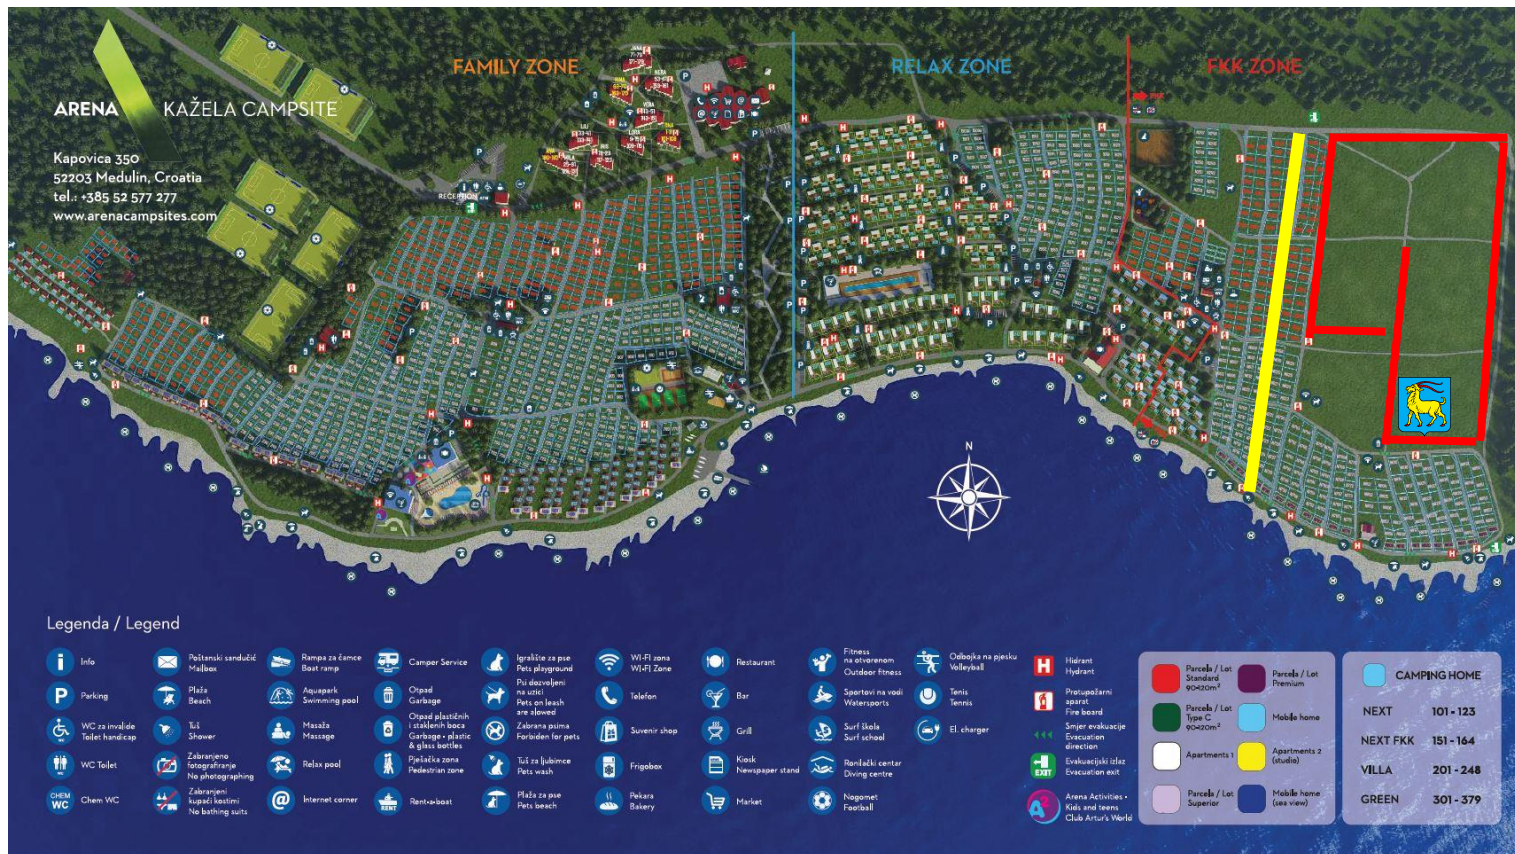 FAMILY ZONE
RELAX ZONE
FKK ZONE
ARENA KAŽELA CAMPSITE
Kapovica 350
52203 Medulin, Croatia
tel.: +385 52 577 277
www.arenacampsites.com
RECEPTION
N
Legenda / Legend
Info
Parking
WC za invalide
Toilet handicap
WC Toilet
CHEM
WC
Chem WC
Poštanski sandučić
Mailbox
Plaža
Beach
Tuš
Shower
Zabranjeno
fotografiranje
No photographing
Zabranjeni
kupaći kostimi
No bathing suits
Rampa za čamce
Boat ramp
Aquapark
Swimming pool
Masaža
Massage
Relax pool
Internet corner
Camper Service
Otpad
Garbage
Otpad plastičnih
i staklenih boca
Garbage - plastic
& glass bottles
Pješačka zona
Pedestrian zone
RENT
Rent-a-boat
Igralište za pse
Pets playground
Psi dozvoljeni
na uzici
Pets on leash
are alowed
Zabrana psima
Forbiden for pets
Tuš za ljubimce
Pets wash
Plaža za pse
Pets beach
WI-FI zona
WI-FI Zone
Telefon
Suvenir shop
Frigobox
Pekara
Bakery
Restaurant
Bar
Grill
Kiosk
Newspaper stand
Market
Fitness
na otvorenom
Outdoor fitness
Sportovi na vodi
Watersports
Surf škola
Surf school
Ronilački centar
Diving centre
Nogomet
Football
Odbojka na pijesku
Volleyball
Tenis
Tennis
El. charger
H
Hidrant
Hydrant
Protupožarni
aparat
Fire board
Smjer evakuacije
Evacuation
direction
EXIT
Evakuacijski izlaz
Evacuation exit
A2
Arena Activities •
Kids and teens
Club Artur's World
Parcela / Lot
Standard
90-120m²
Parcela / Lot
Type C
90-120m²
Apartments 1
Parcela / Lot
Superior
Parcela / Lot
Premium
Mobile home
Apartments 2
(studio)
Mobile home
(sea view)
CAMPING HOME
NEXT 101 - 123
NEXT FKK 151 - 164
VILLA 201 - 248
GREEN 301 - 379